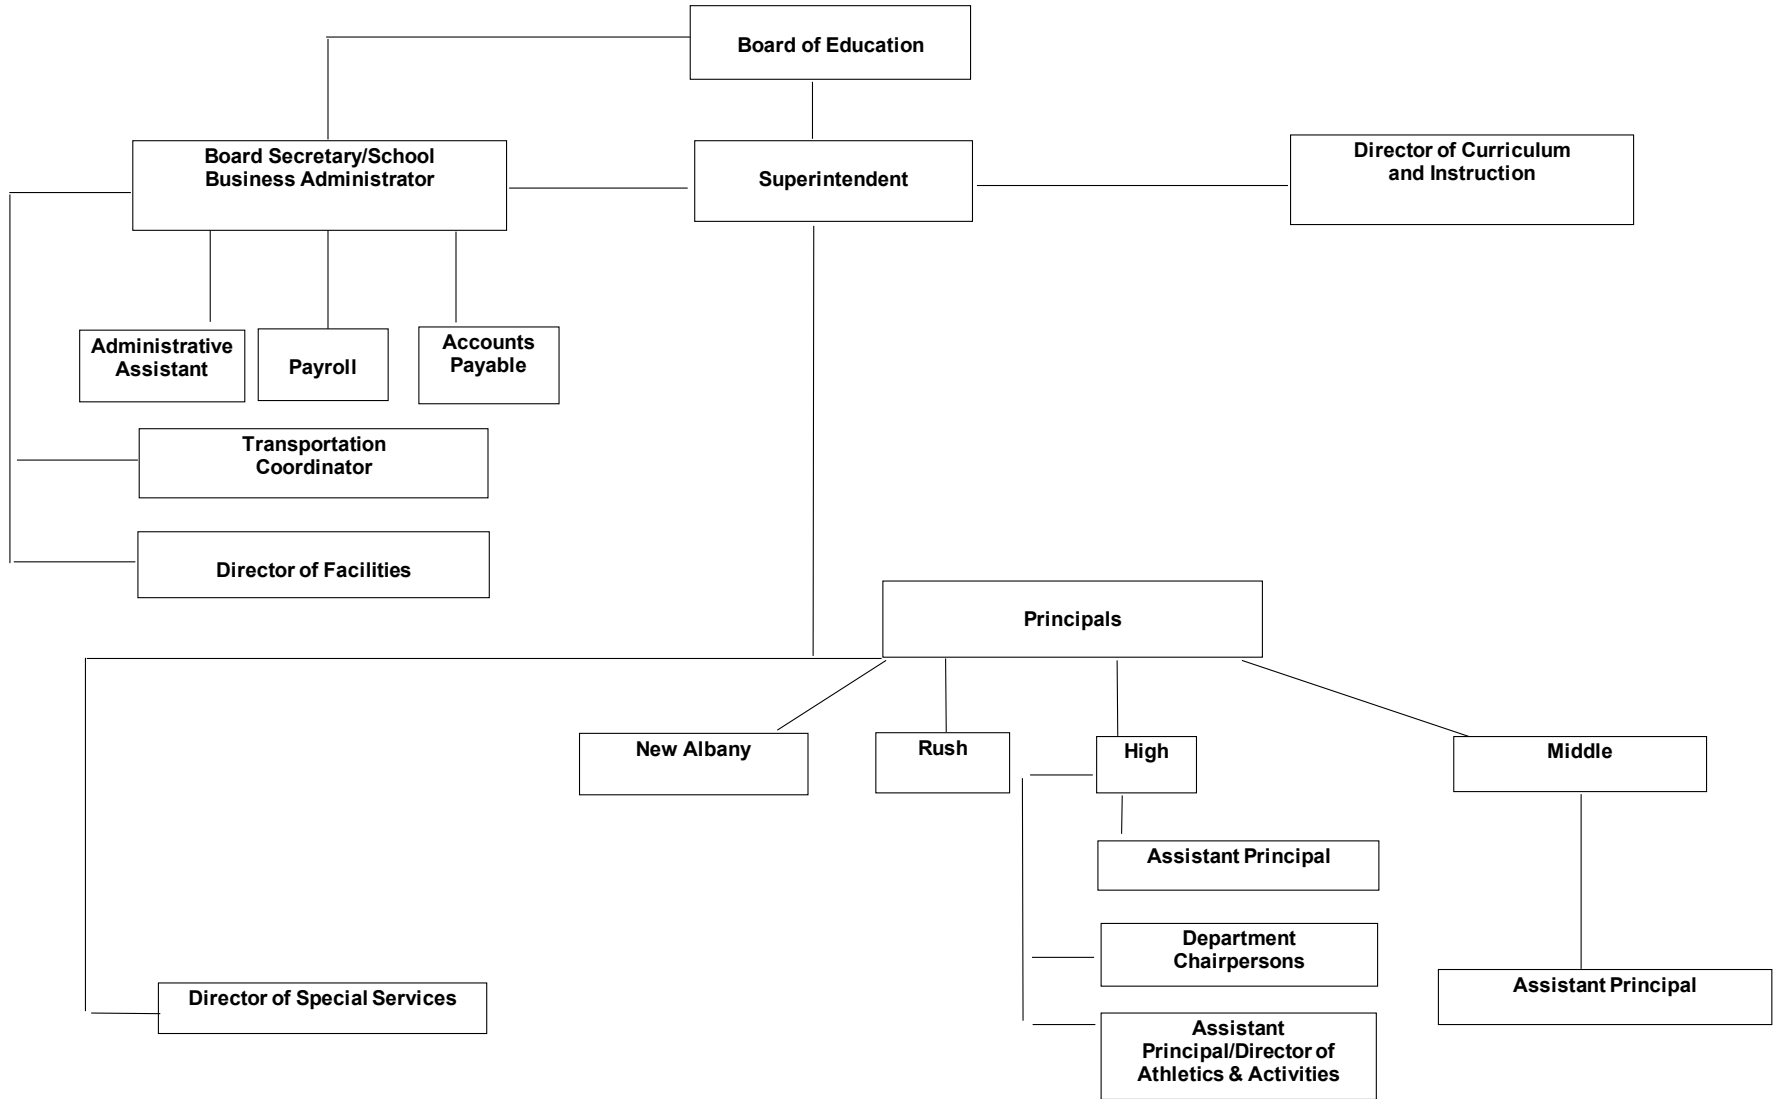 Board of Education
Board Secretary/School
Business Administrator
Superintendent
Director of Curriculum
and Instruction
Administrative
Assistant
Payroll
Accounts
Payable
Transportation
Coordinator
Director of Facilities
Principals
New Albany
Rush
High
Middle
Assistant Principal
Department
Chairpersons
Director of Special Services
Assistant Principal
Assistant
Principal/Director of
Athletics & Activities